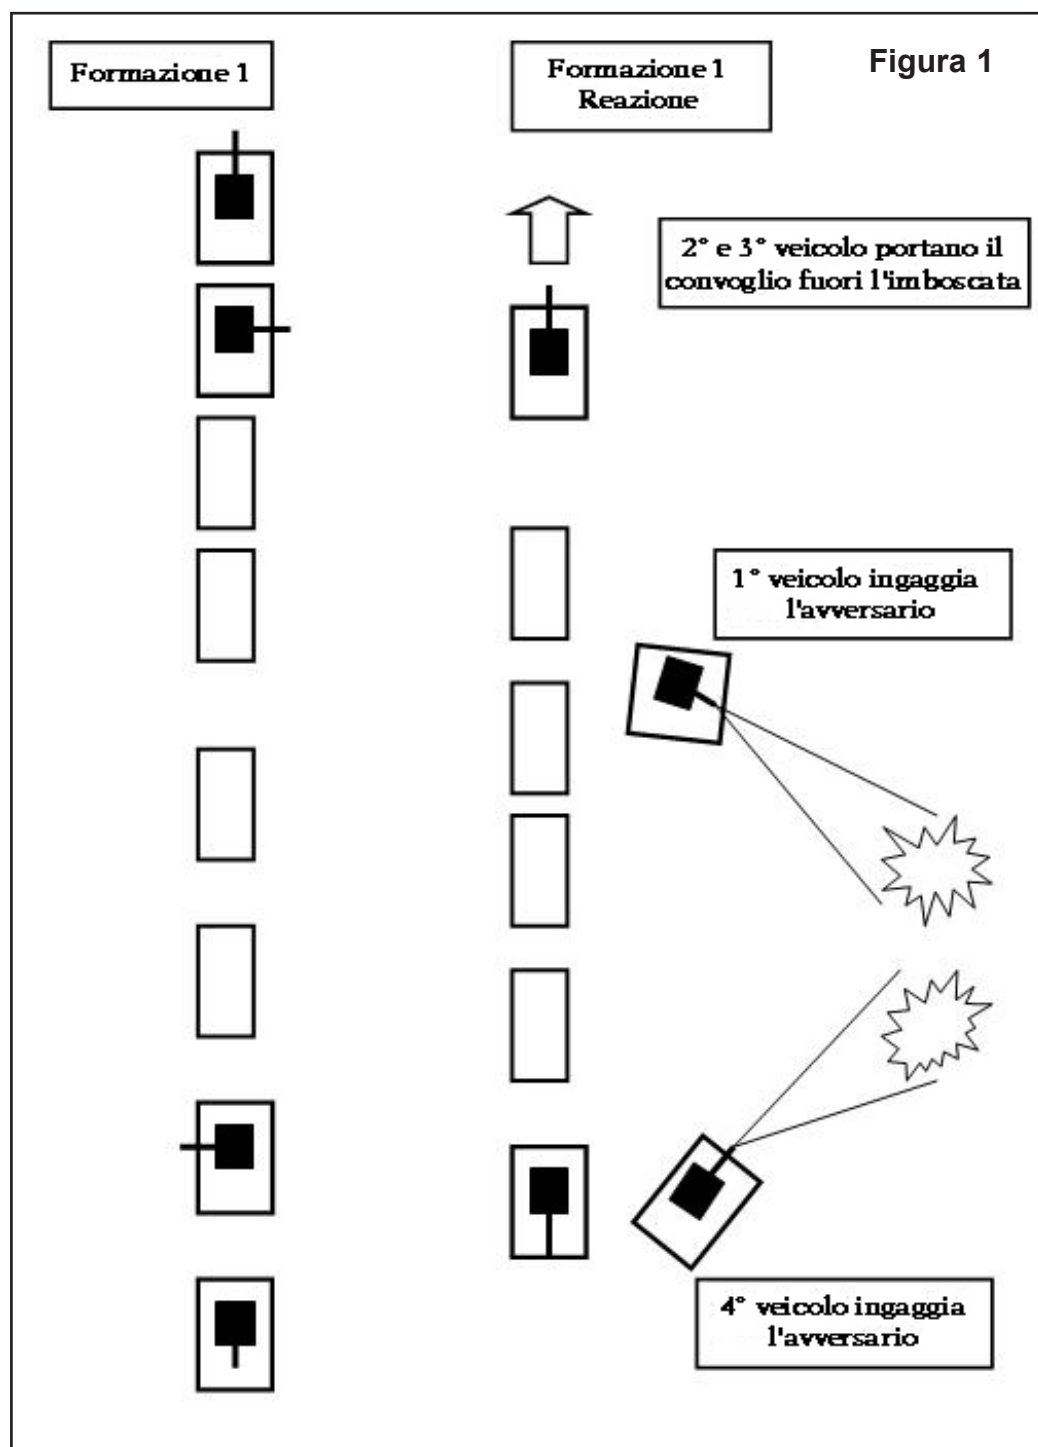 Formazione 1
Formazione 1
Reazione
Figura 1
2° e 3° veicolo portano il
convoglio fuori l'imboscata
1° veicolo ingaggia
l'avversario
4° veicolo ingaggia
l'avversario